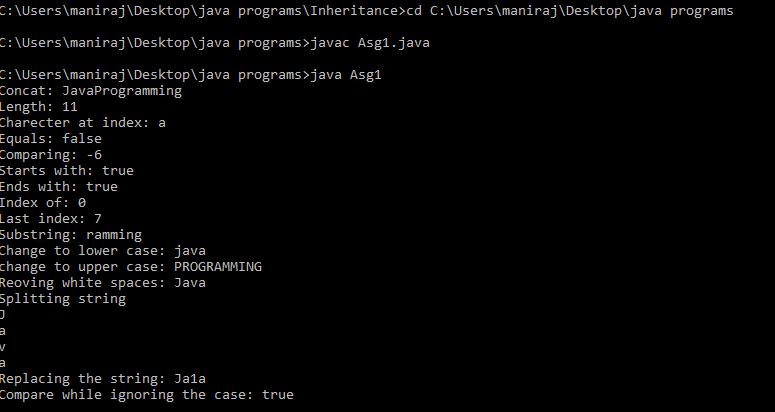 C:\Users\maniraj\Desktop\java programs\Inheritance>cd C:\Users\maniraj\Desktop\java programs
C:\Users\maniraj\Desktop\java programs>javac Asg1.java
C:\Users\maniraj\Desktop\java programs>java Asg1
Concat: JavaProgramming
Length: 11
Charecter at index: a
Equals: false
Comparing: -6
Starts with: true
Ends with: true
Index of: 0
Last index: 7
Substring: ramming
Change to lower case: java
change to upper case: PROGRAMMING
Reoving white spaces: Java
Splitting string
J
a
v
a
Replacing the string: Ja1a
Compare while ignoring the case: true